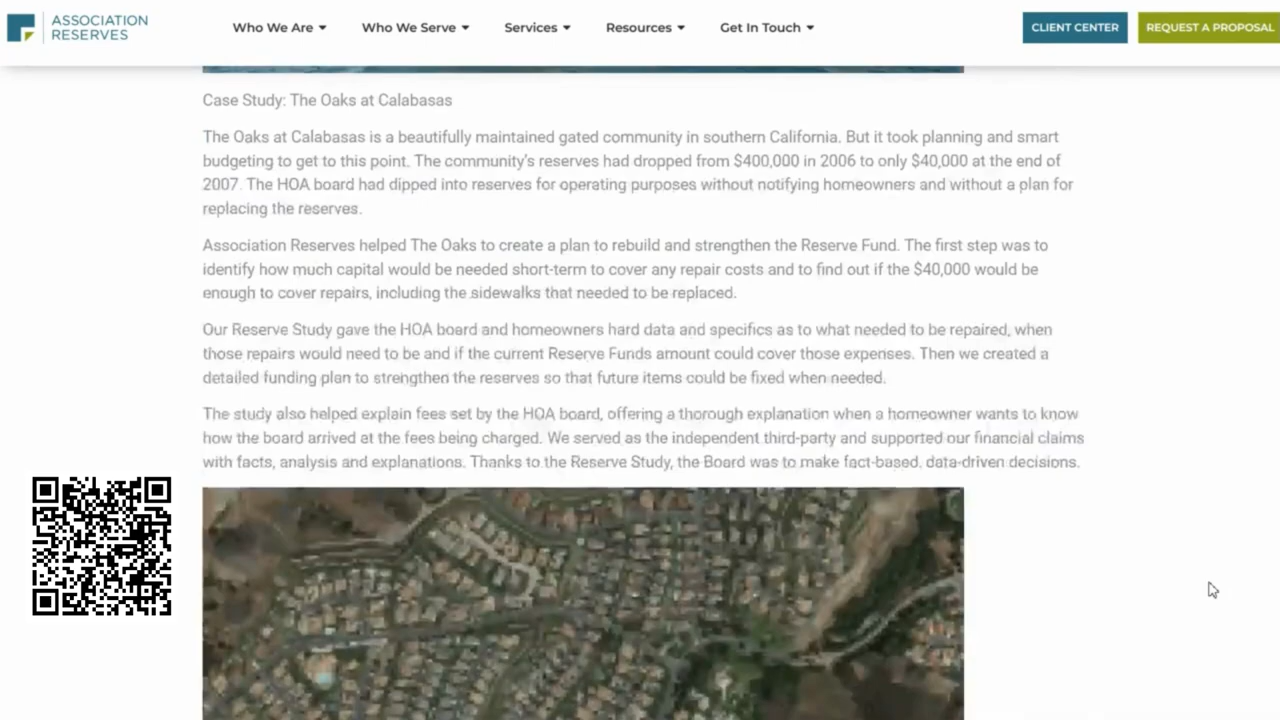 ASSOCIATION
RESERVES
Who We Are
Who We Serve
Services
Resources
Get In Touch
CLIENT CENTER
REQUEST A PROPOSAL
Case Study: The Oaks at Calabasas
The Oaks at Calabasas is a beautifully maintained gated community in southern California. But it took planning and smart
budgeting to get to this point. The community's reserves had dropped from $400,000 in 2006 to only $40,000 at the end of
2007. The HOA board had dipped into reserves for operating purposes without notifying homeowners and without a plan for
replacing the reserves.
Association Reserves helped The Oaks to create a plan to rebuild and strengthen the Reserve Fund. The first step was to
identify how much capital would be needed short-term to cover any repair costs and to find out if the $40,000 would be
enough to cover repairs, including the sidewalks that needed to be replaced.
Our Reserve Study gave the HOA board and homeowners hard data and specifics as to what needed to be repaired, when
those repairs would need to be and if the current Reserve Funds amount could cover those expenses. Then we created a
detailed funding plan to strengthen the reserves so that future items could be fixed when needed.
The study also helped explain fees set by the HOA board, offering a thorough explanation when a homeowner wants to know
how the board arrived at the fees being charged. We served as the independent third-party and supported our financial claims
with facts, analysis and explanations. Thanks to the Reserve Study, the Board was to make fact-based, data-driven decisions.